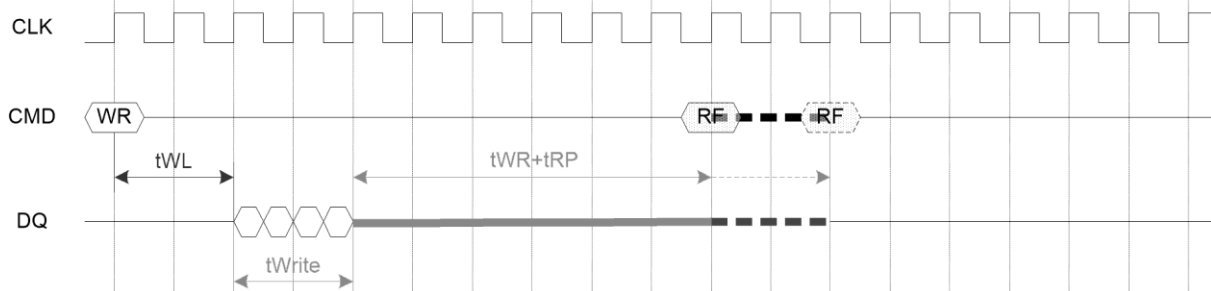 CLK
CMD WR RF RF
tWL tWR+tRP
DQ
tWrite